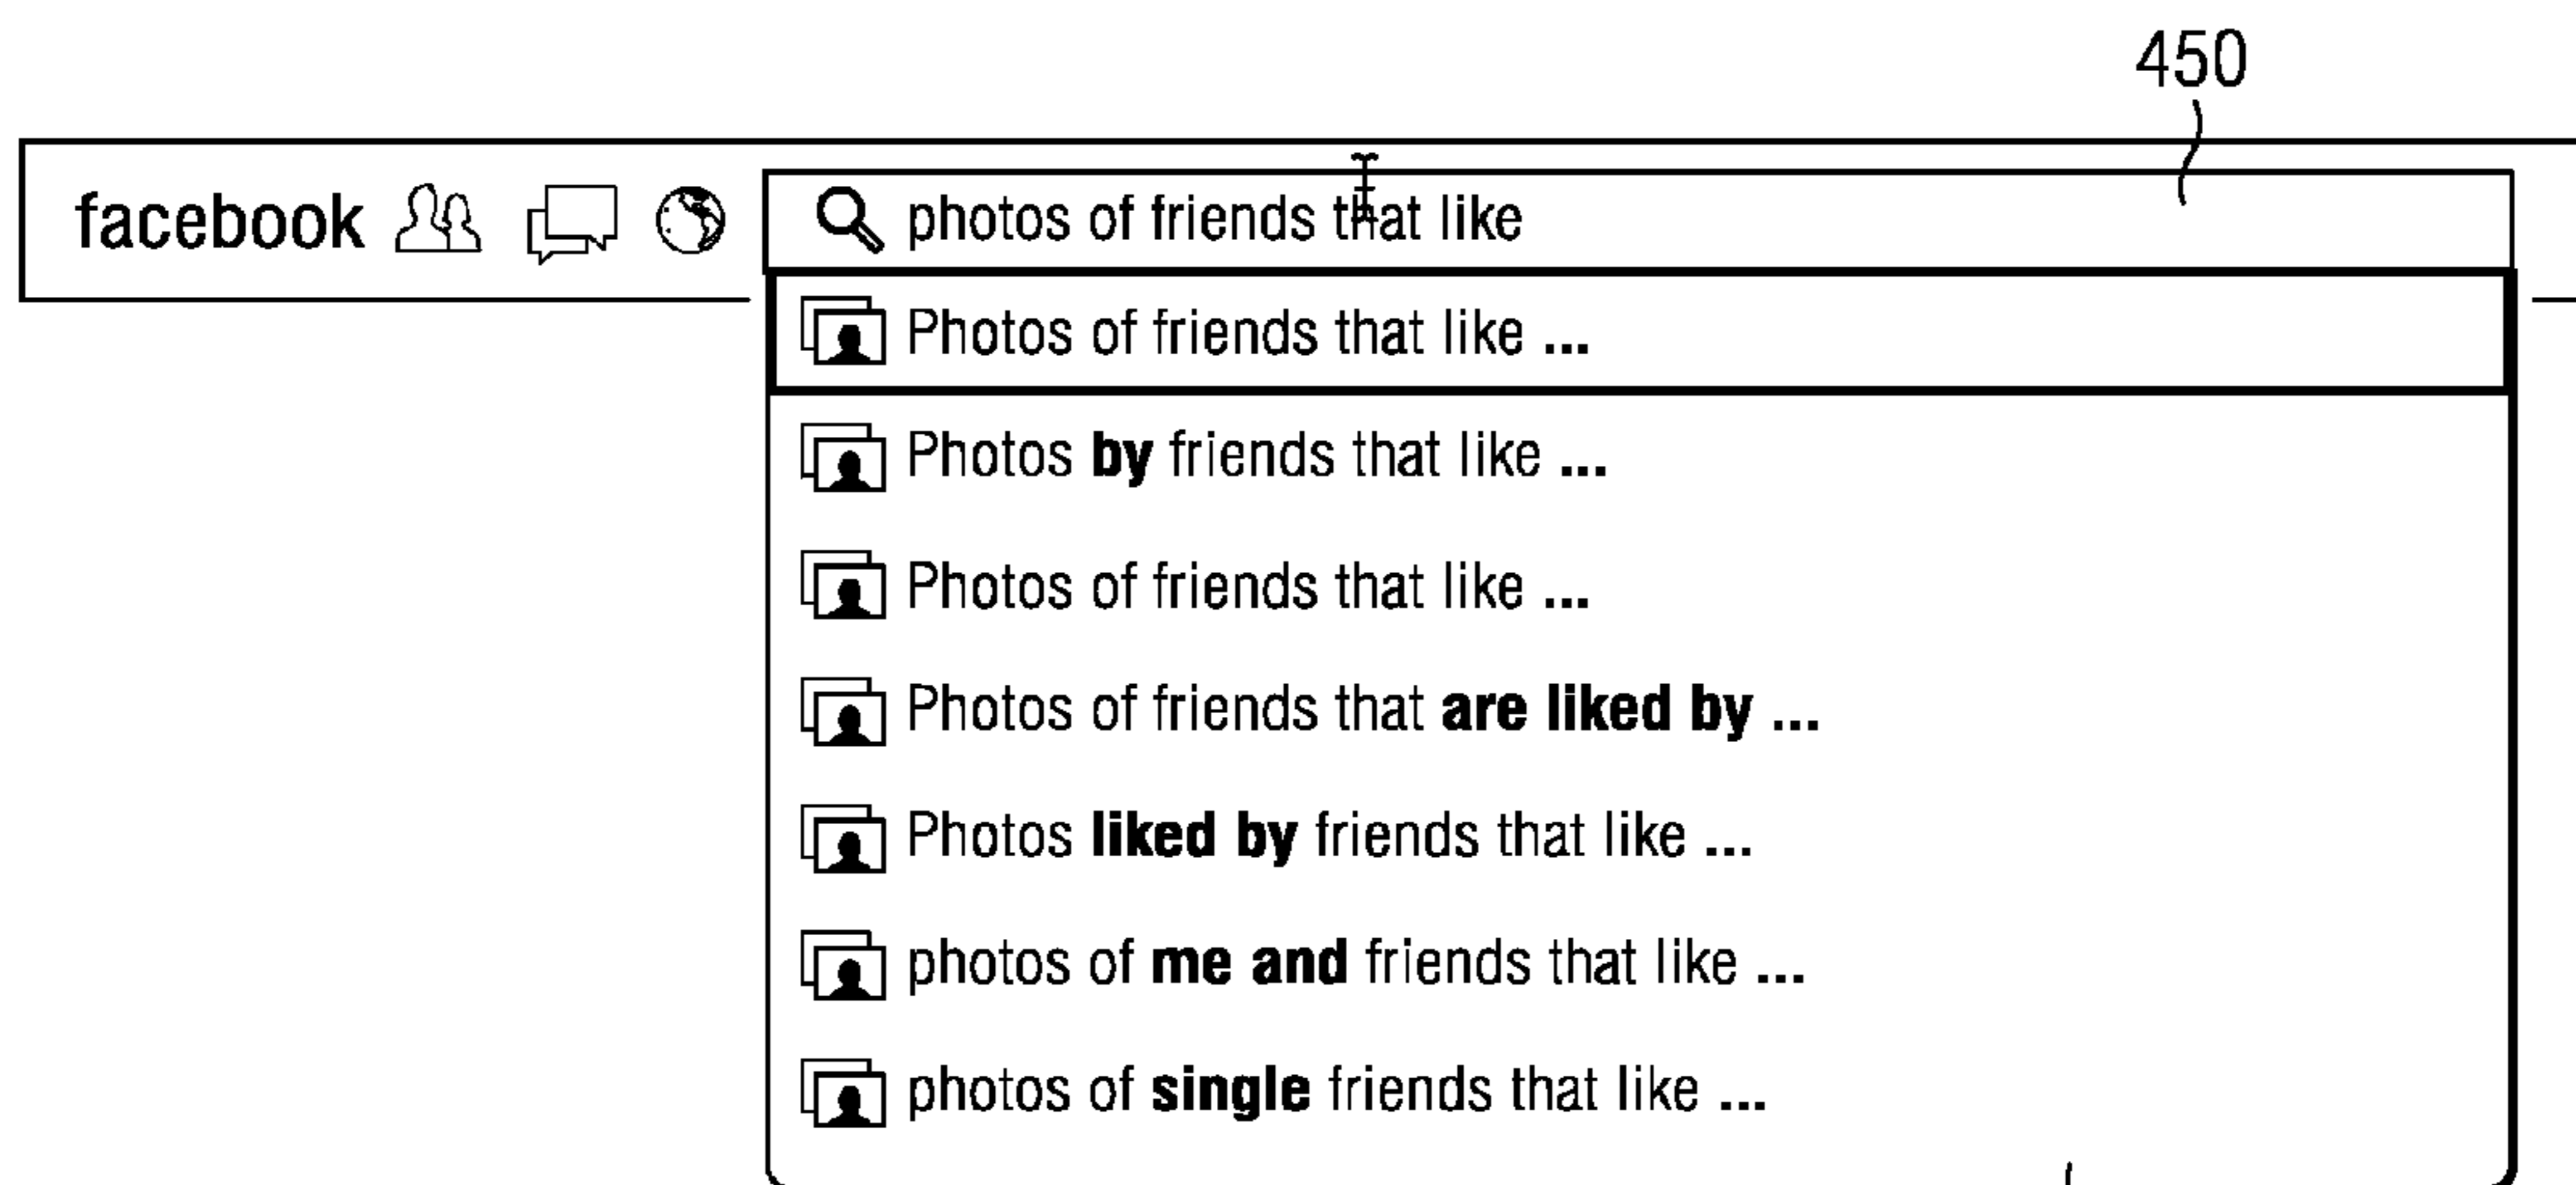 450
facebook photos of friends that like
Photos of friends that like ...
Photos by friends that like ...
Photos of friends that like ...
Photos of friends that are liked by ...
Photos liked by friends that like ...
photos of me and friends that like ...
photos of single friends that like ...